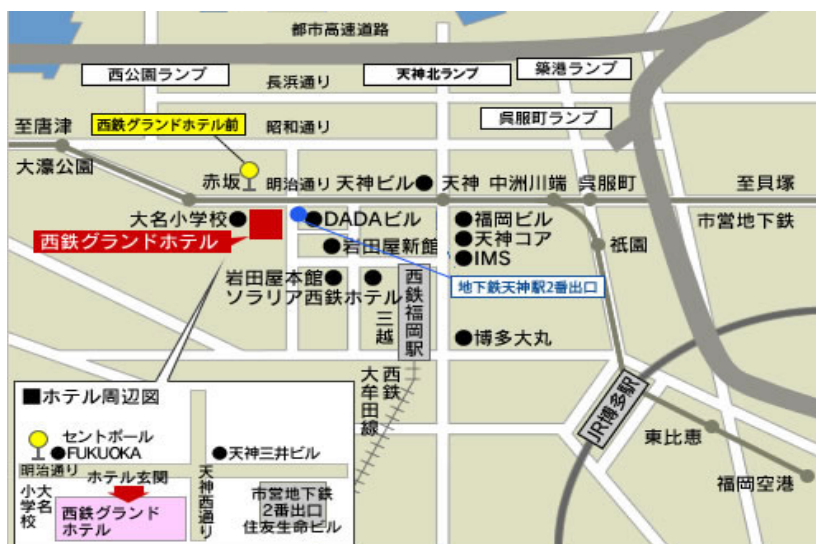 都市高速道路
西公園ランプ
天神北ランプ
築港ランプ
長浜通り
呉服町ランプ
至唐津
西鉄グランドホテル前
昭和通り
大濠公園
赤坂
明治通り
天神ビル
天神
中洲川端
呉服町
至貝塚
大名小学校
DADAビル
福岡ビル
市営地下鉄
西鉄グランドホテル
岩田屋新館
天神コア
祇園
IMS
岩田屋本館
西鉄福岡駅
地下鉄天神駅2番出口
ソラリア西鉄ホテル
三越
博多大丸
西鉄
大牟田線
JR博多駅
東比恵
福岡空港
■ホテル周辺図
セントポール
FUKUOKA
天神三井ビル
明治通り
ホテル玄関
天神西通り
大名
小学校
西鉄グランド
ホテル
市営地下鉄
2番出口
住友生命ビル